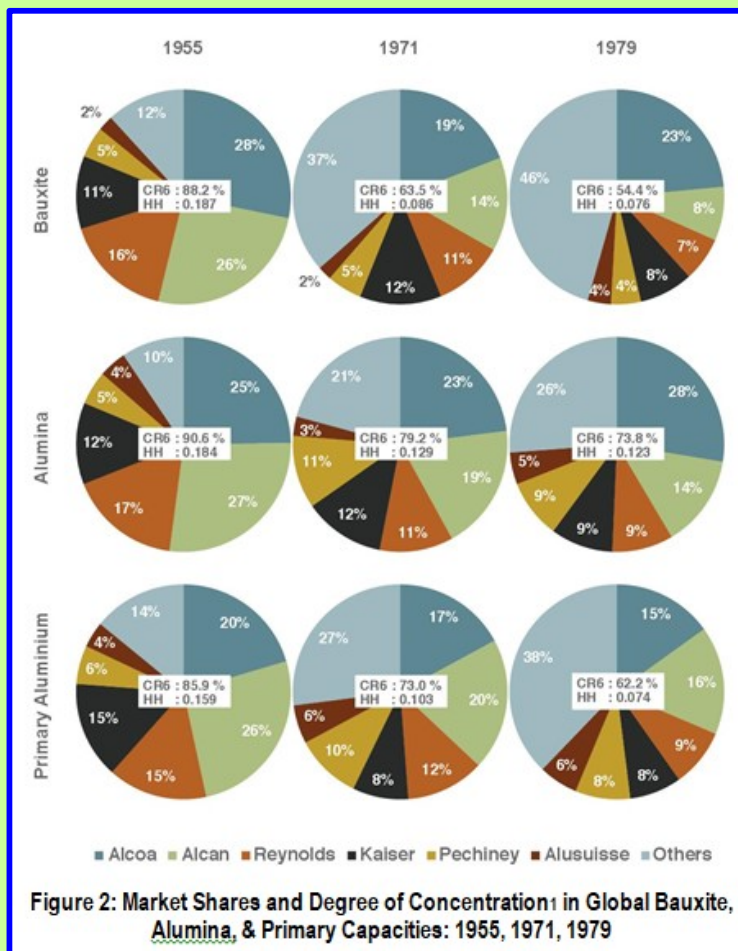 1955 1971 1979
Bauxite
2% 12% 28% 5% 11% 16% 26%
CR6 : 88.2 %
HH : 0.187
37% 19% 14% 2% 5% 12% 11%
CR6 : 63.5 %
HH : 0.086
46% 23% 8% 7% 4% 4% 8%
CR6 : 54.4 %
HH : 0.076
Alumina
4% 10% 25% 5% 12% 17% 27%
CR6 : 90.6 %
HH : 0.184
21% 23% 3% 11% 19% 12% 11%
CR6 : 79.2 %
HH : 0.129
26% 28% 5% 14% 9% 9% 9%
CR6 : 73.8 %
HH : 0.123
Primary Aluminium
14% 20% 4% 6% 15% 26% 15%
CR6 : 85.9 %
HH : 0.159
27% 17% 20% 6% 10% 8% 12%
CR6 : 73.0 %
HH : 0.103
38% 15% 16% 9% 6% 8% 8%
CR6 : 62.2 %
HH : 0.074
Alcoa Alcan Reynolds Kaiser Pechiney Alusuisse Others
Figure 2: Market Shares and Degree of Concentration1 in Global Bauxite,
Alumina, & Primary Capacities: 1955, 1971, 1979